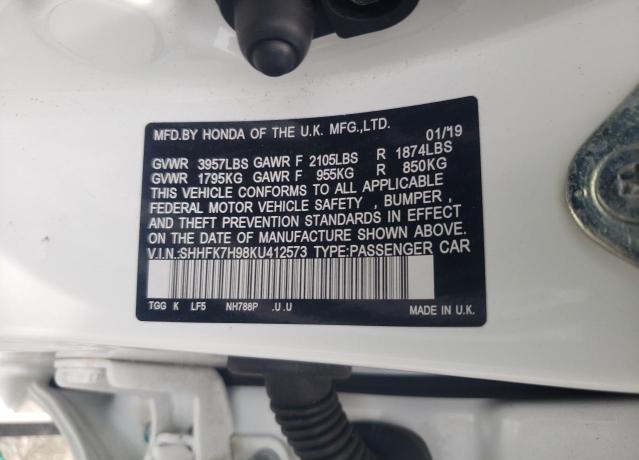 MFD.BY HONDA OF THE U.K. MFG.,LTD. 01/19
GVWR 3957LBS GAWR F 2105LBS R 1874LBS
GVWR 1795KG GAWR F 955KG R 850KG
THIS VEHICLE CONFORMS TO ALL APPLICABLE
FEDERAL MOTOR VEHICLE SAFETY , BUMPER ,
AND THEFT PREVENTION STANDARDS IN EFFECT
ON THE DATE OF MANUFACTURE SHOWN ABOVE.
V.I.N.:SHHFK7H98KU412573 TYPE:PASSENGER CAR
TGG K LF5 NH788P .U.U MADE IN U.K.